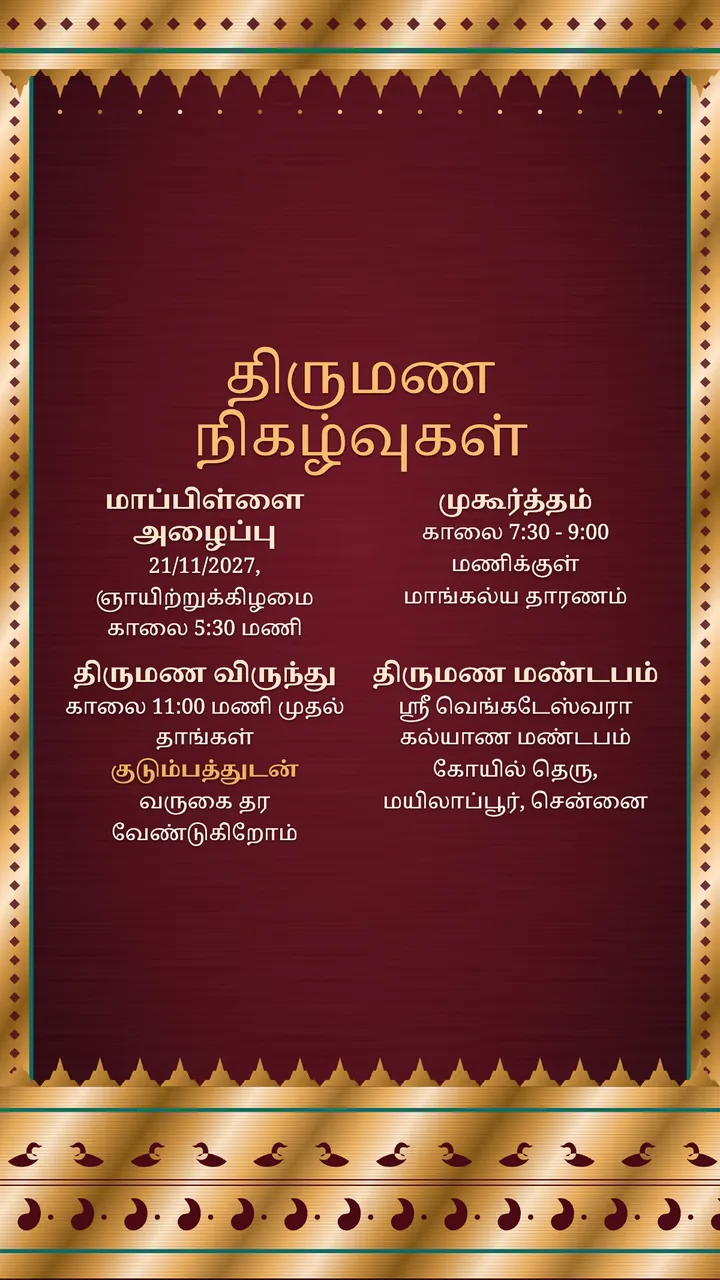 திருமண
நிகழ்வுகள்
மாப்பிள்ளை
அழைப்பு
21/11/2027,
ஞாயிற்றுக்கிழமை
காலை 5:30 மணி
முகூர்த்தம்
காலை 7:30 - 9:00
மணிக்குள்
மாங்கல்ய தாரணம்
திருமண விருந்து
காலை 11:00 மணி முதல்
தாங்கள்
குடும்பத்துடன்
வருகை தர
வேண்டுகிறோம்
திருமண மண்டபம்
ஸ்ரீ வெங்கடேஸ்வரா
கல்யாண மண்டபம்
கோயில் தெரு,
மயிலாப்பூர், சென்னை